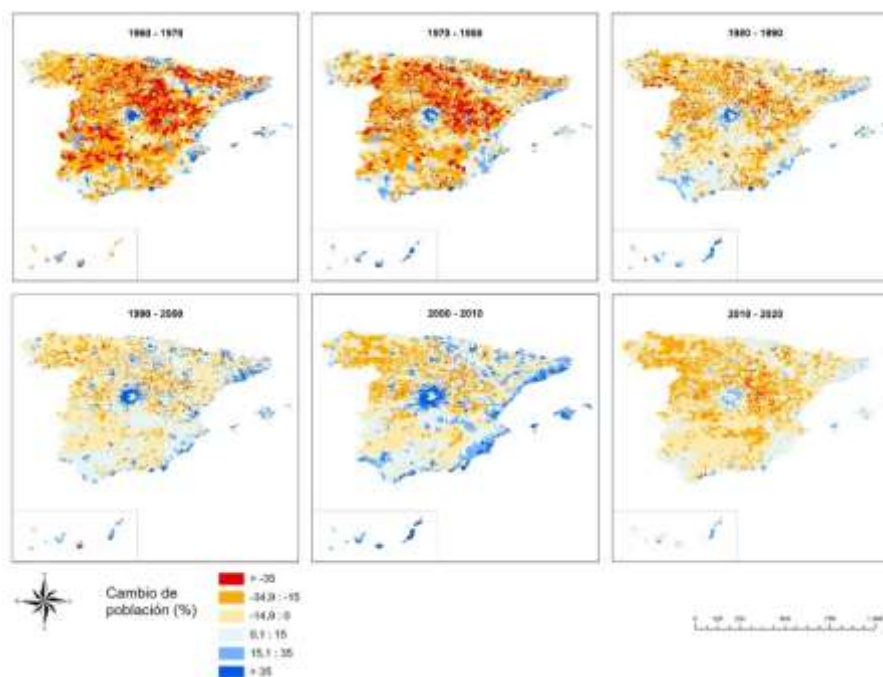 1960 - 1970
1970 - 1980
1980 - 1990
1990 - 2000
2000 - 2010
2010 - 2020
Cambio de
población (%)
> -35
-34,9 : -15
-14,9 : 0
0,1 : 15
15,1 : 35
> 35